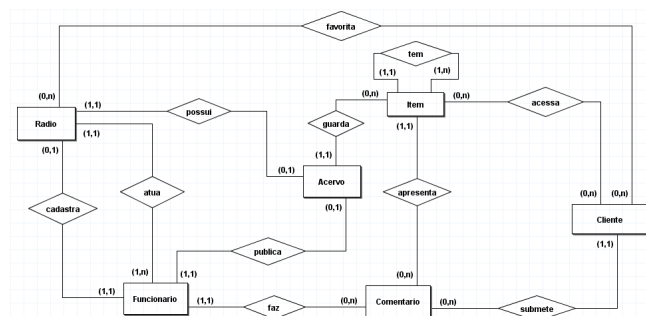 favorita
tem
(1,1) (1,n)
(0,n)
(1,1)
possui
(0,n)
Item
(0,n)
acessa
Radio
(1,1)
guarda
(1,1)
(0,1)
(1,1)
(0,1)
Acervo
(0,n)
(0,n)
cadastra
atua
(0,1)
apresenta
Cliente
publica
(1,1)
(1,n)
(1,1)
(0,n)
(1,1)
Funcionario
(1,1)
faz
(0,n)
Comentario
(0,n)
submete